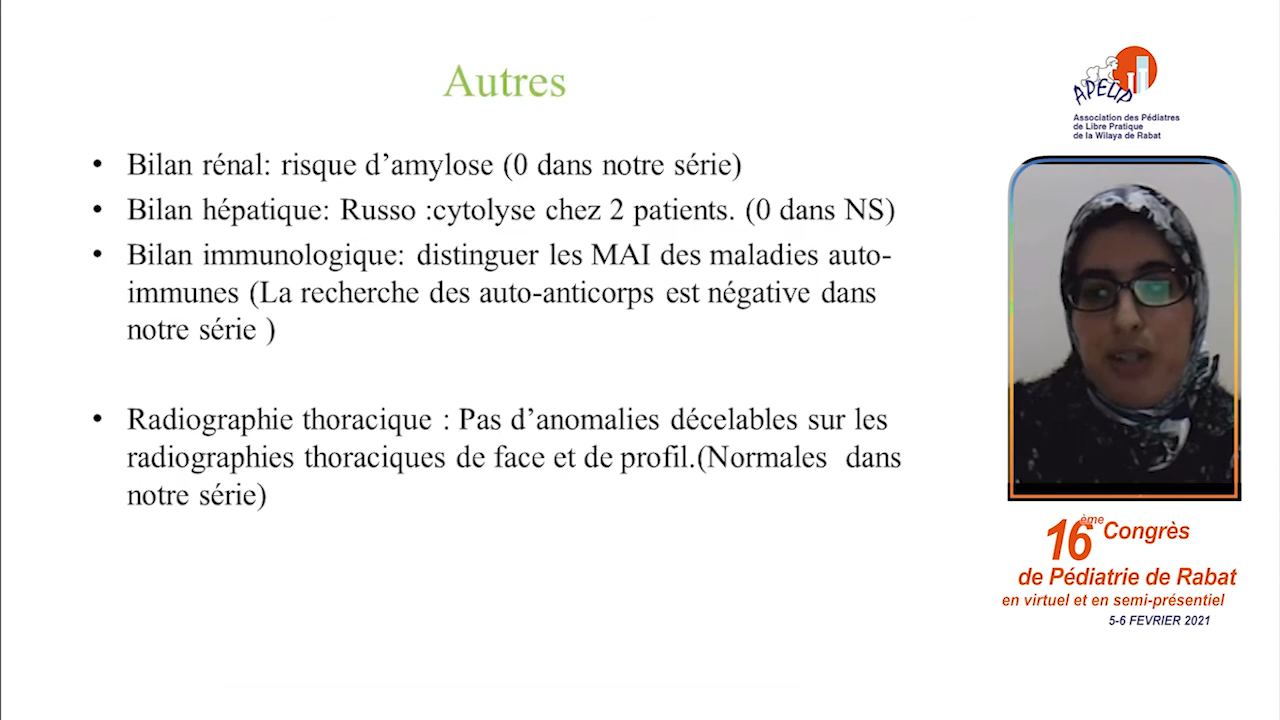 Autres
• Bilan rénal: risque d’amylose (0 dans notre série)
• Bilan hépatique: Russo :cytolyse chez 2 patients. (0 dans NS)
• Bilan immunologique: distinguer les MAI des maladies auto-
immunes (La recherche des auto-anticorps est négative dans
notre série )
• Radiographie thoracique : Pas d’anomalies décelables sur les
radiographies thoraciques de face et de profil.(Normales dans
notre série)
APELIP
Association des Pédiatres
de Libre Pratique
de la Wilaya de Rabat
16ème Congrès
de Pédiatrie de Rabat
en virtuel et en semi-présentiel
5-6 FEVRIER 2021